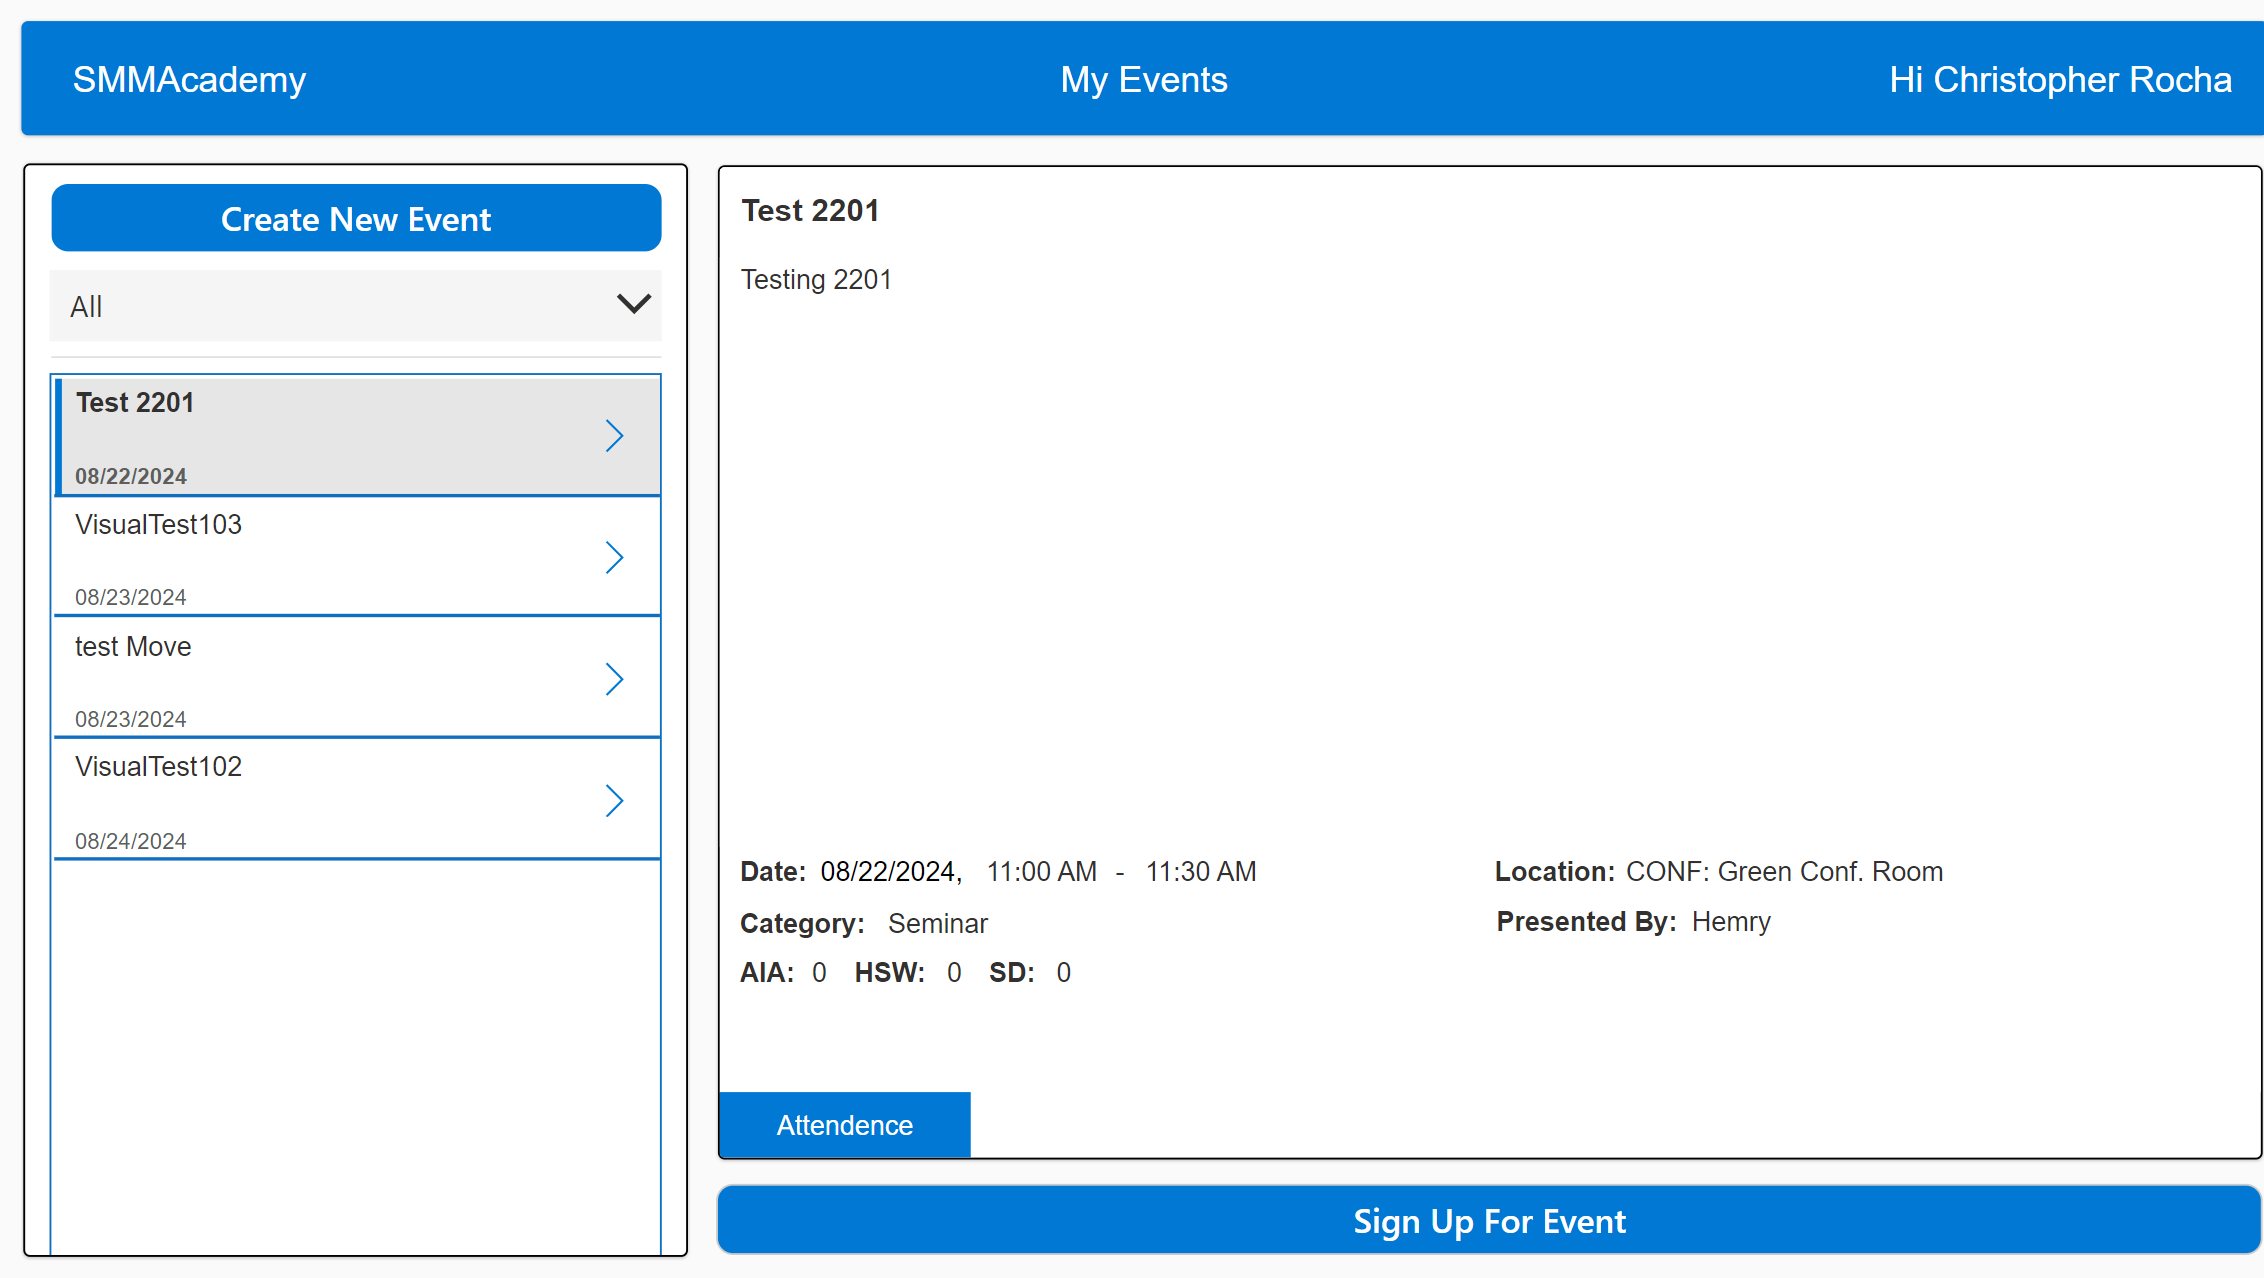 SMMAcademy
My Events
Hi Christopher Rocha
Create New Event
All
Test 2201
08/22/2024
VisualTest103
08/23/2024
test Move
08/23/2024
VisualTest102
08/24/2024
Test 2201
Testing 2201
Date: 08/22/2024, 11:00 AM - 11:30 AM
Location: CONF: Green Conf. Room
Category: Seminar
Presented By: Hemry
AIA: 0 HSW: 0 SD: 0
Attendence
Sign Up For Event